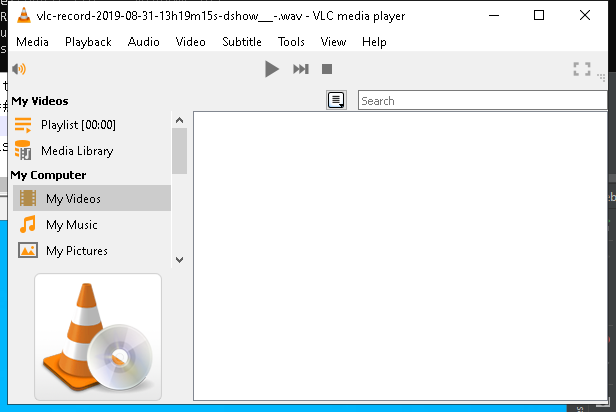 vlc-record-2019-08-31-13h19m15s-dshow___-.wav - VLC media player
Media Playback Audio Video Subtitle Tools View Help
My Videos
Search
Playlist [00:00]
Media Library
My Computer
My Videos
My Music
My Pictures